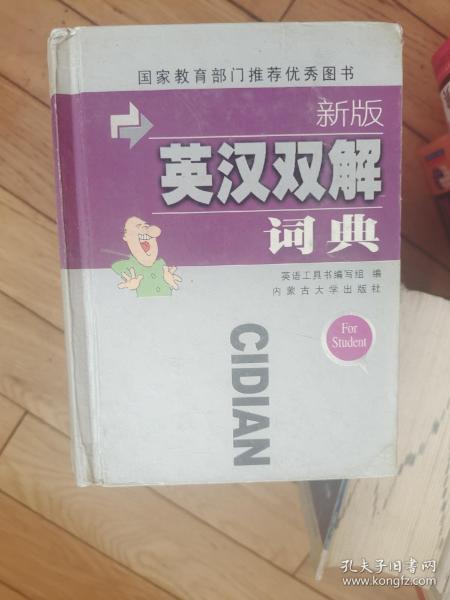 国家教育部门推荐优秀图书
新版
英汉双解
词典
英语工具书编写组 编
内蒙古大学出版社
For
Student
CIDIAN
孔夫子旧书网
www.kongfz.com